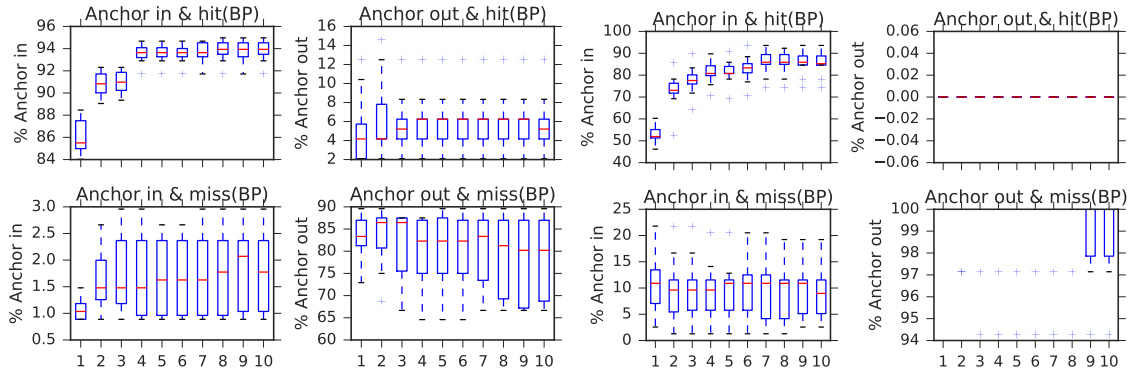 Anchor in & hit(BP)
% Anchor in
96
94
92
90
88
86
84
Anchor out & hit(BP)
% Anchor out
16
14
12
10
8
6
4
2
Anchor in & hit(BP)
% Anchor in
100
90
80
70
60
50
40
Anchor out & hit(BP)
% Anchor out
0.06
0.04
0.02
0.00
−0.02
−0.04
−0.06
Anchor in & miss(BP)
% Anchor in
3.0
2.5
2.0
1.5
1.0
0.5
1 2 3 4 5 6 7 8 9 10
Anchor out & miss(BP)
% Anchor out
90
85
80
75
70
65
60
1 2 3 4 5 6 7 8 9 10
Anchor in & miss(BP)
% Anchor in
25
20
15
10
5
0
1 2 3 4 5 6 7 8 9 10
Anchor out & miss(BP)
% Anchor out
100
99
98
97
96
95
94
1 2 3 4 5 6 7 8 9 10